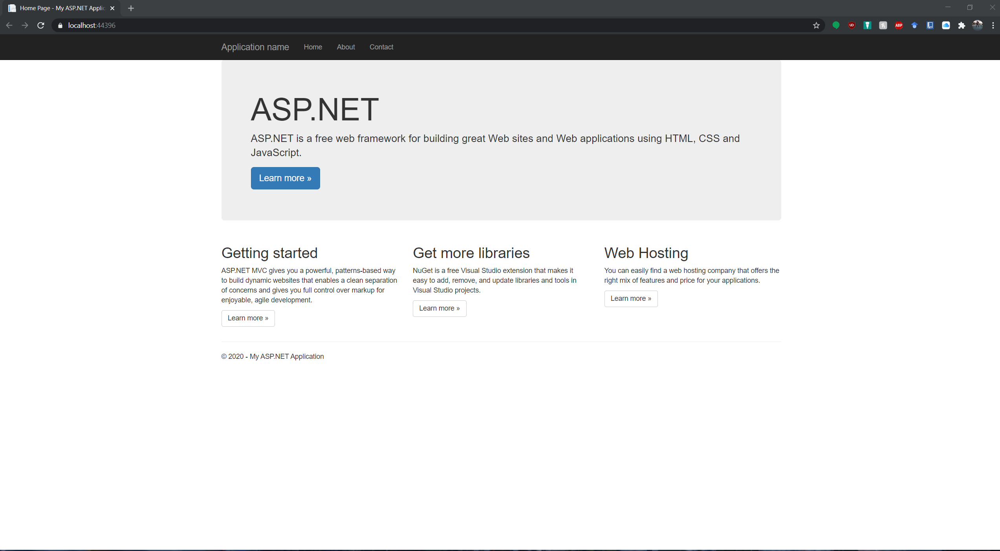 Home Page - My ASP.NET Applic
localhost:44396
ABP
Application name
Home
About
Contact
ASP.NET
ASP.NET is a free web framework for building great Web sites and Web applications using HTML, CSS and
JavaScript.
Learn more »
Getting started
ASP.NET MVC gives you a powerful, patterns-based way
to build dynamic websites that enables a clean separation
of concerns and gives you full control over markup for
enjoyable, agile development.
Learn more »
Get more libraries
NuGet is a free Visual Studio extension that makes it
easy to add, remove, and update libraries and tools in
Visual Studio projects.
Learn more »
Web Hosting
You can easily find a web hosting company that offers the
right mix of features and price for your applications.
Learn more »
© 2020 - My ASP.NET Application